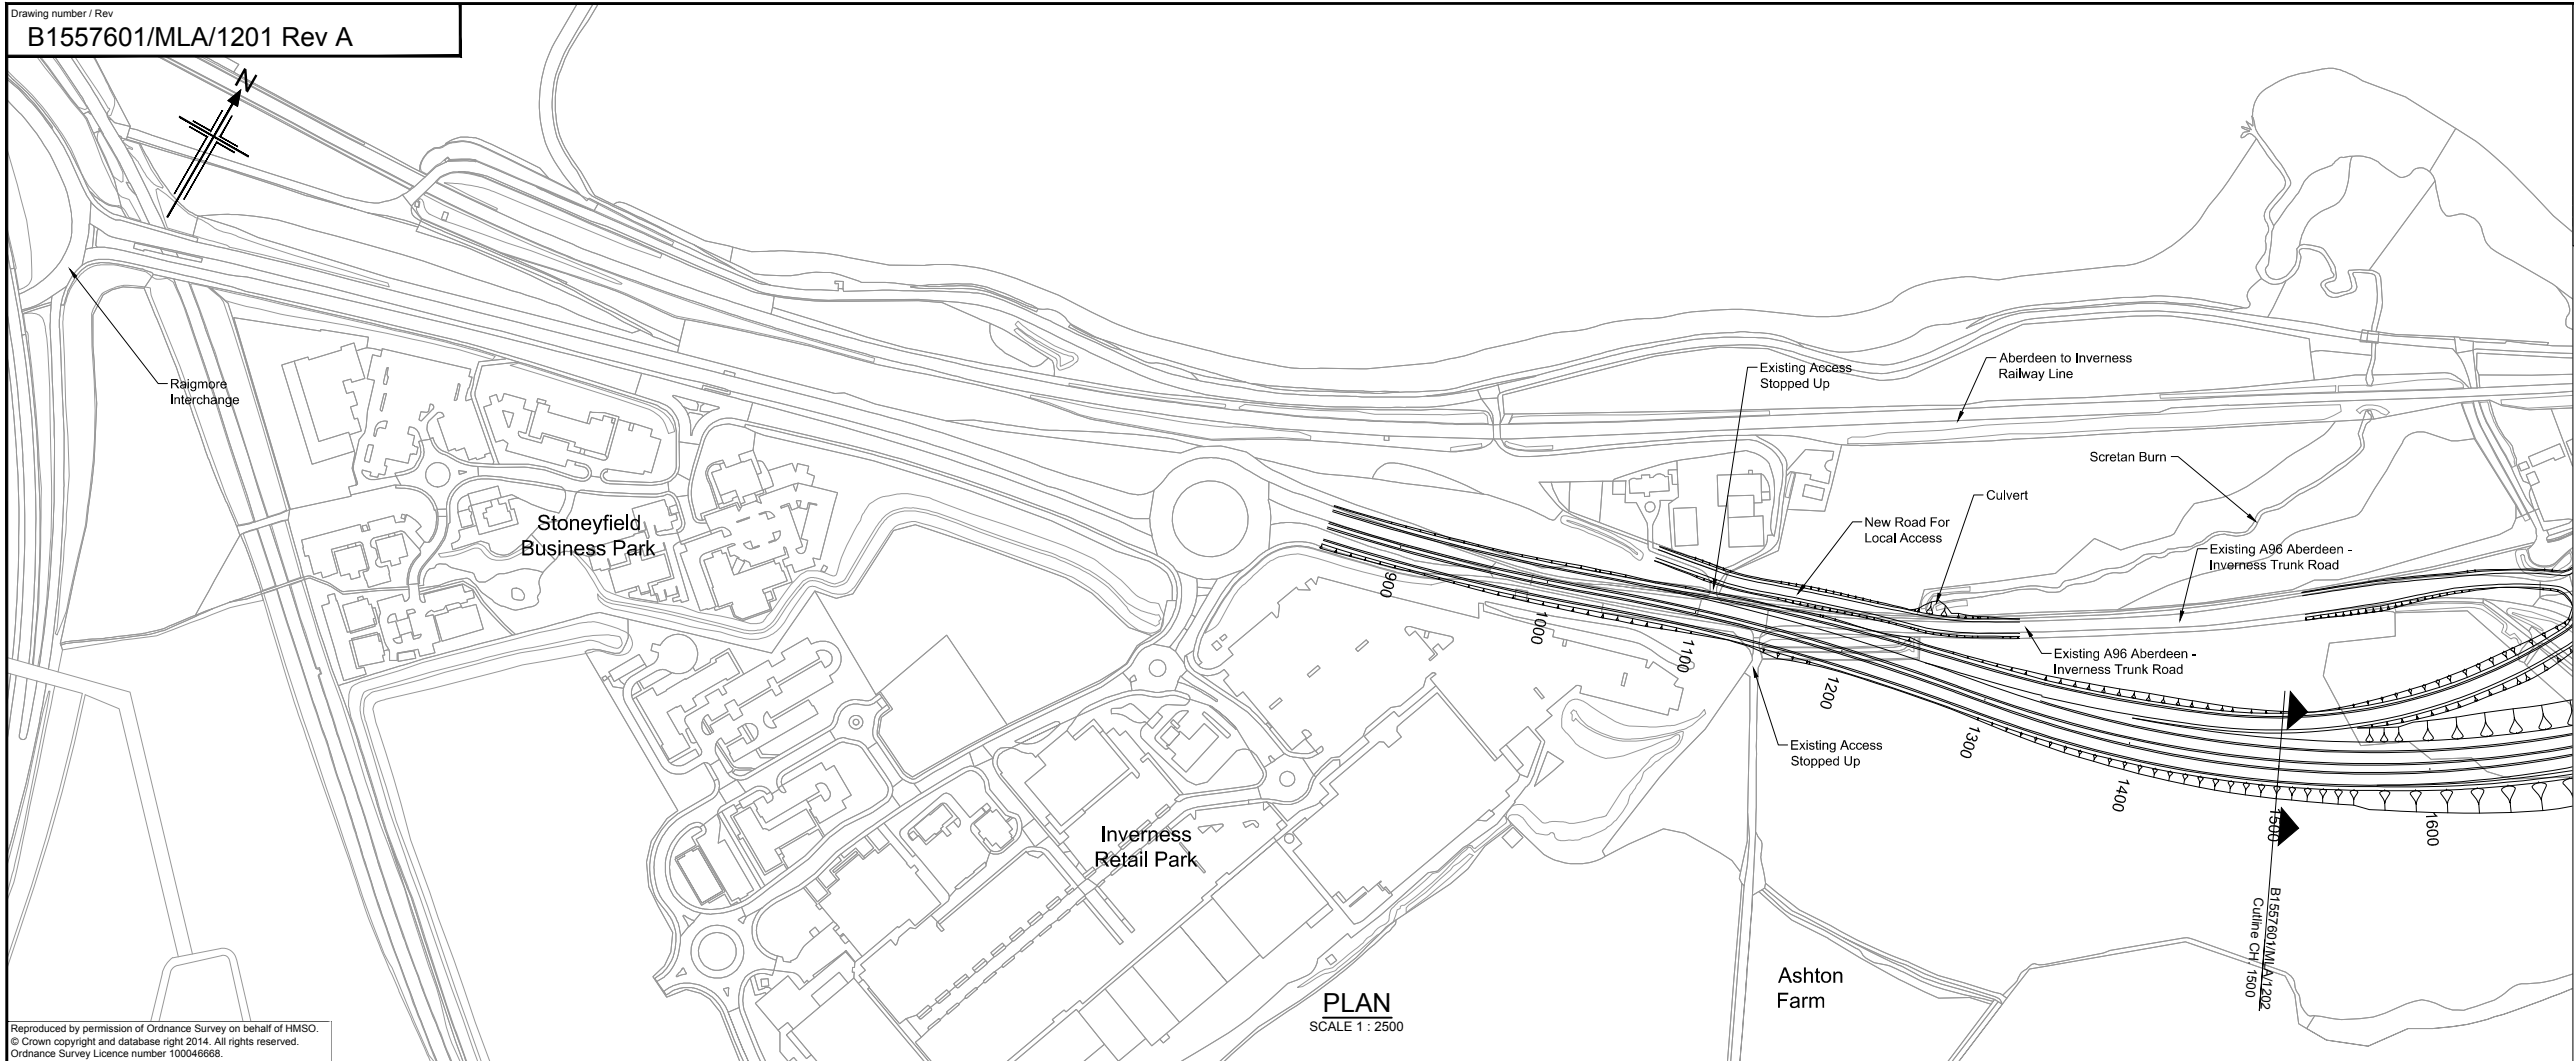 Drawing number / Rev
B1557601/MLA/1201 Rev A
N
Raigmore
Interchange
Existing Access
Stopped Up
Aberdeen to Inverness
Railway Line
Scretan Burn
Culvert
New Road For
Local Access
Existing A96 Aberdeen -
Inverness Trunk Road
Stoneyfield
Business Park
900
1000
1100
1200
1300
1400
1500
1600
Existing A96 Aberdeen -
Inverness Trunk Road
Existing Access
Stopped Up
Inverness
Retail Park
B1557601/MLA/1202
Cutline CH. 1500
Ashton
Farm
PLAN
SCALE 1 : 2500
Reproduced by permission of Ordnance Survey on behalf of HMSO.
© Crown copyright and database right 2014. All rights reserved.
Ordnance Survey Licence number 100046668.